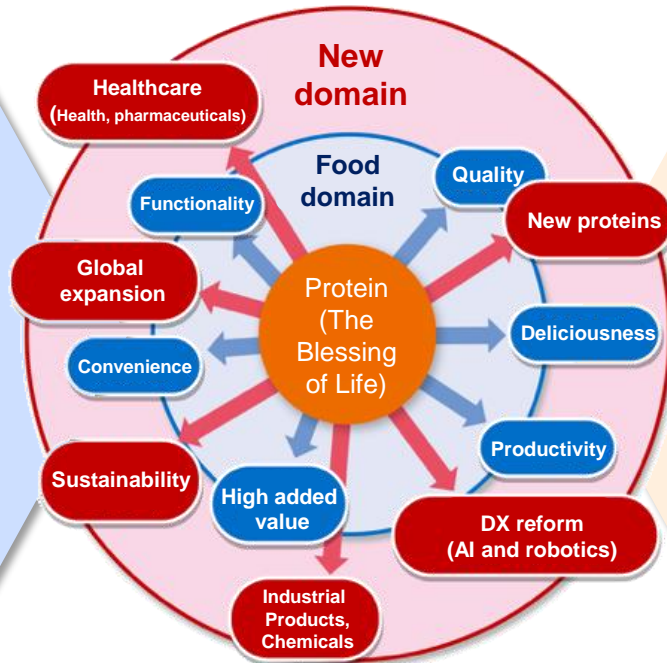 New
domain
Healthcare
(Health, pharmaceuticals)
Food
domain
Quality
Functionality
New proteins
Global
expansion
Protein
(The
Blessing
of Life)
Deliciousness
Convenience
Productivity
Sustainability
High added
value
DX reform
(AI and robotics)
Industrial
Products,
Chemicals